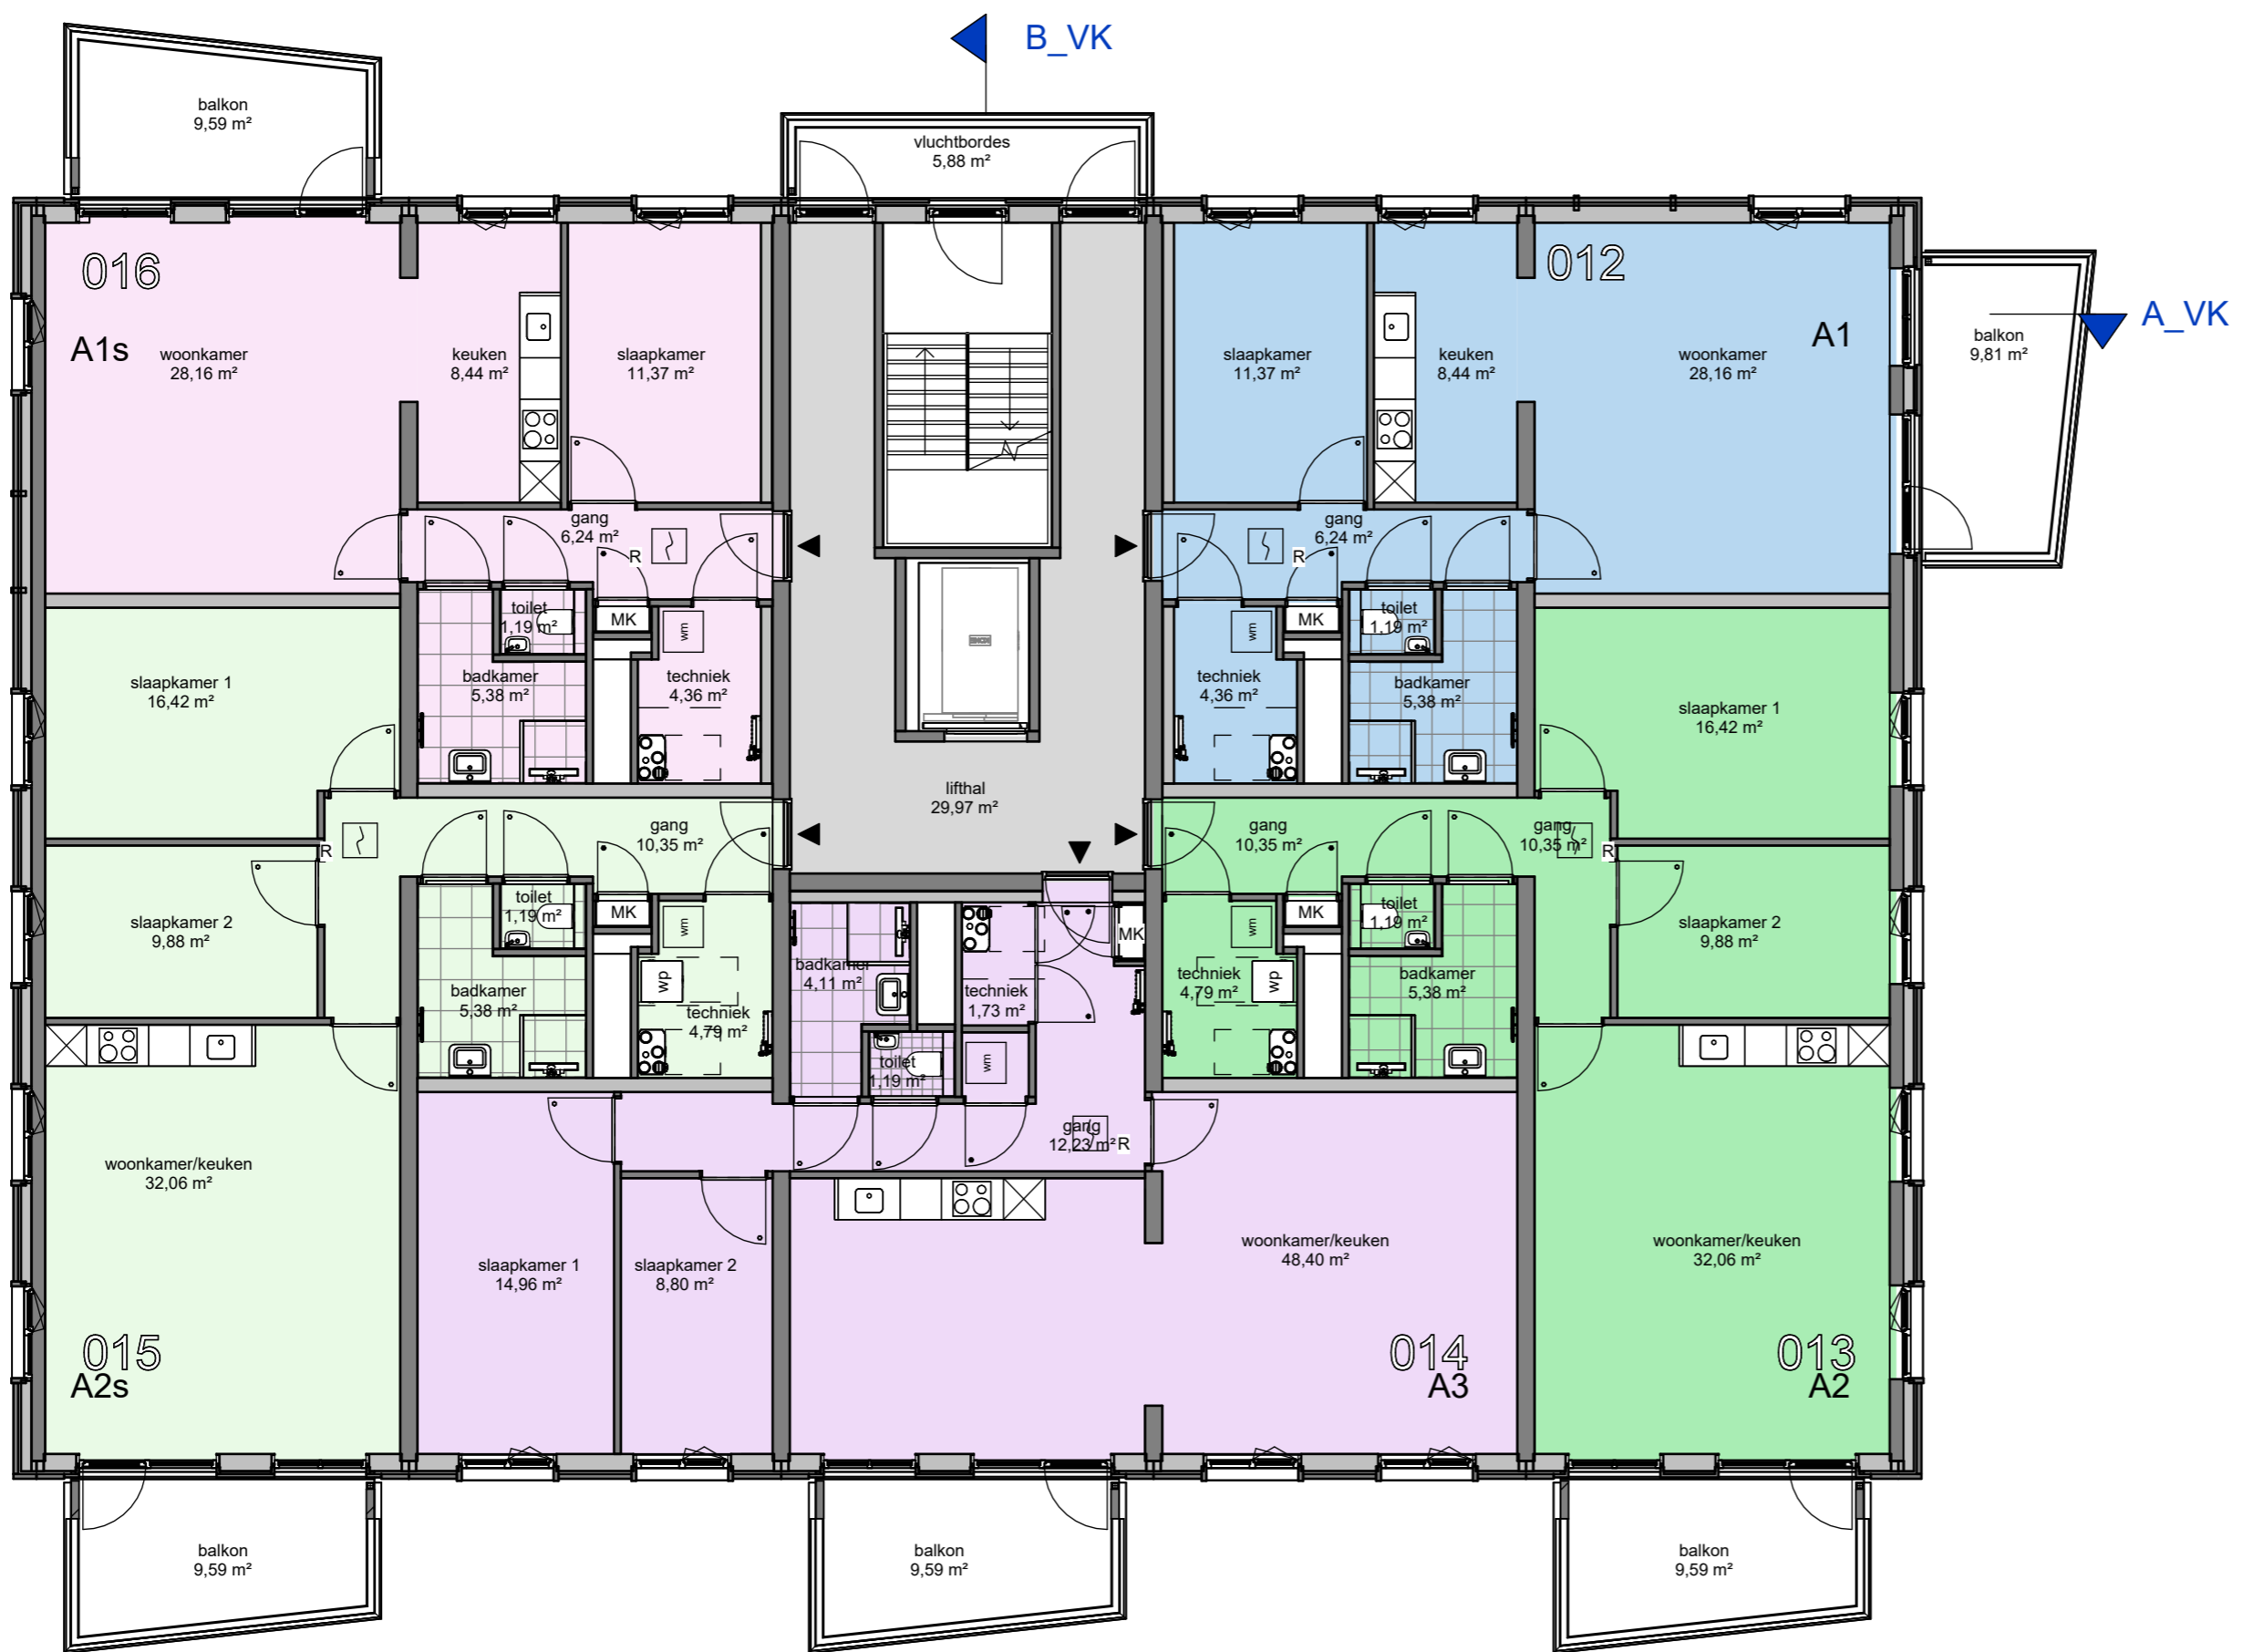 B_VK
balkon
9,59 m²
vluchtbordes
5,88 m²
016
A1s
woonkamer
28,16 m²
keuken
8,44 m²
slaapkamer
11,37 m²
slaapkamer
11,37 m²
keuken
8,44 m²
012
A1
woonkamer
28,16 m²
balkon
9,81 m²
A_VK
gang
6,24 m²
R
gang
6,24 m²
R
toilet
1,19 m²
MK
wm
badkamer
5,38 m²
techniek
4,36 m²
wm
MK
toilet
1,19 m²
techniek
4,36 m²
badkamer
5,38 m²
slaapkamer 1
16,42 m²
slaapkamer 1
16,42 m²
lifthal
29,97 m²
gang
10,35 m²
R
gang
10,35 m²
gang
10,35 m²
R
slaapkamer 2
9,88 m²
toilet
1,19 m²
MK
wm
wp
badkamer
5,38 m²
techniek
4,79 m²
badkamer
4,11 m²
techniek
1,73 m²
MK
toilet
1,19 m²
wm
wm
MK
toilet
1,19 m²
techniek
4,79 m²
wp
badkamer
5,38 m²
slaapkamer 2
9,88 m²
gang
12,23 m²
R
woonkamer/keuken
32,06 m²
slaapkamer 1
14,96 m²
slaapkamer 2
8,80 m²
woonkamer/keuken
48,40 m²
woonkamer/keuken
32,06 m²
015
A2s
014
A3
013
A2
balkon
9,59 m²
balkon
9,59 m²
balkon
9,59 m²